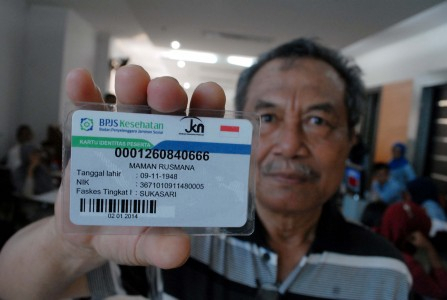 BPJS Kesehatan
Badan Penyelenggara Jaminan Sosial
jkn
KARTU IDENTITAS PESERTA
0001260840666
MAMAN RUSMANA
Tanggal lahir : 09-11-1948
NIK : 3671010911480005
Faskes Tingkat I : SUKASARI
02.01.2014